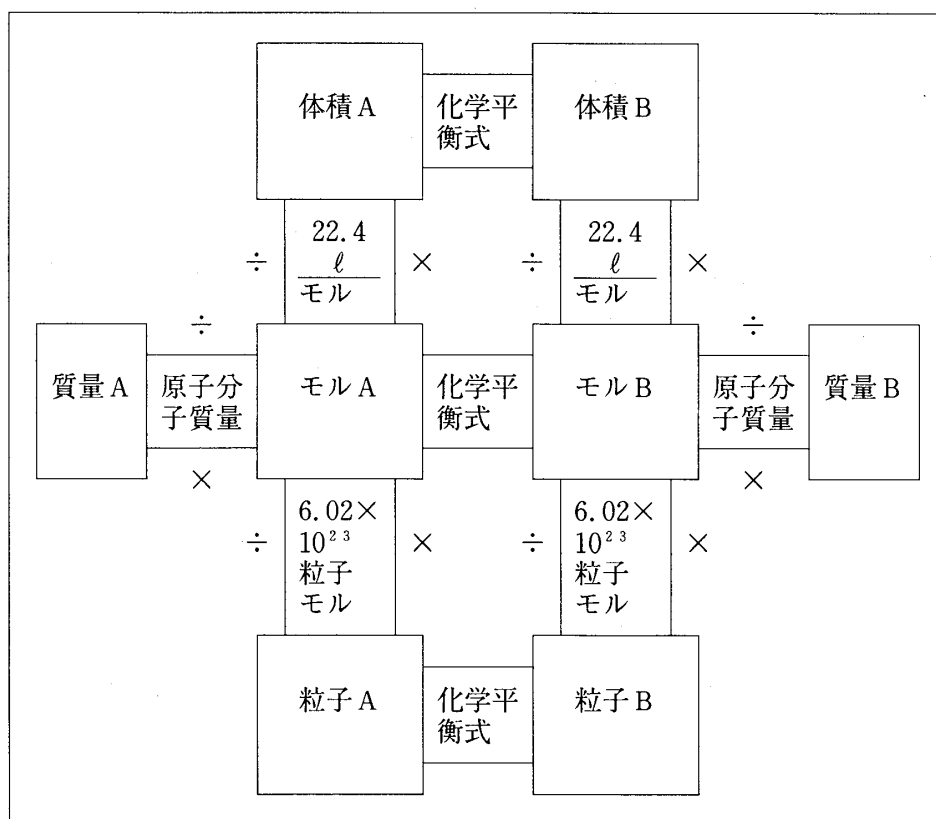 体積A
化学平
衡式
体積B
÷
22.4
ℓ
モル
×
÷
22.4
ℓ
モル
×
質量A
÷
原子分
子質量
×
モルA
化学平
衡式
モルB
÷
原子分
子質量
×
質量B
÷
6.02×
10²³
粒子
モル
×
÷
6.02×
10²³
粒子
モル
×
粒子A
化学平
衡式
粒子B